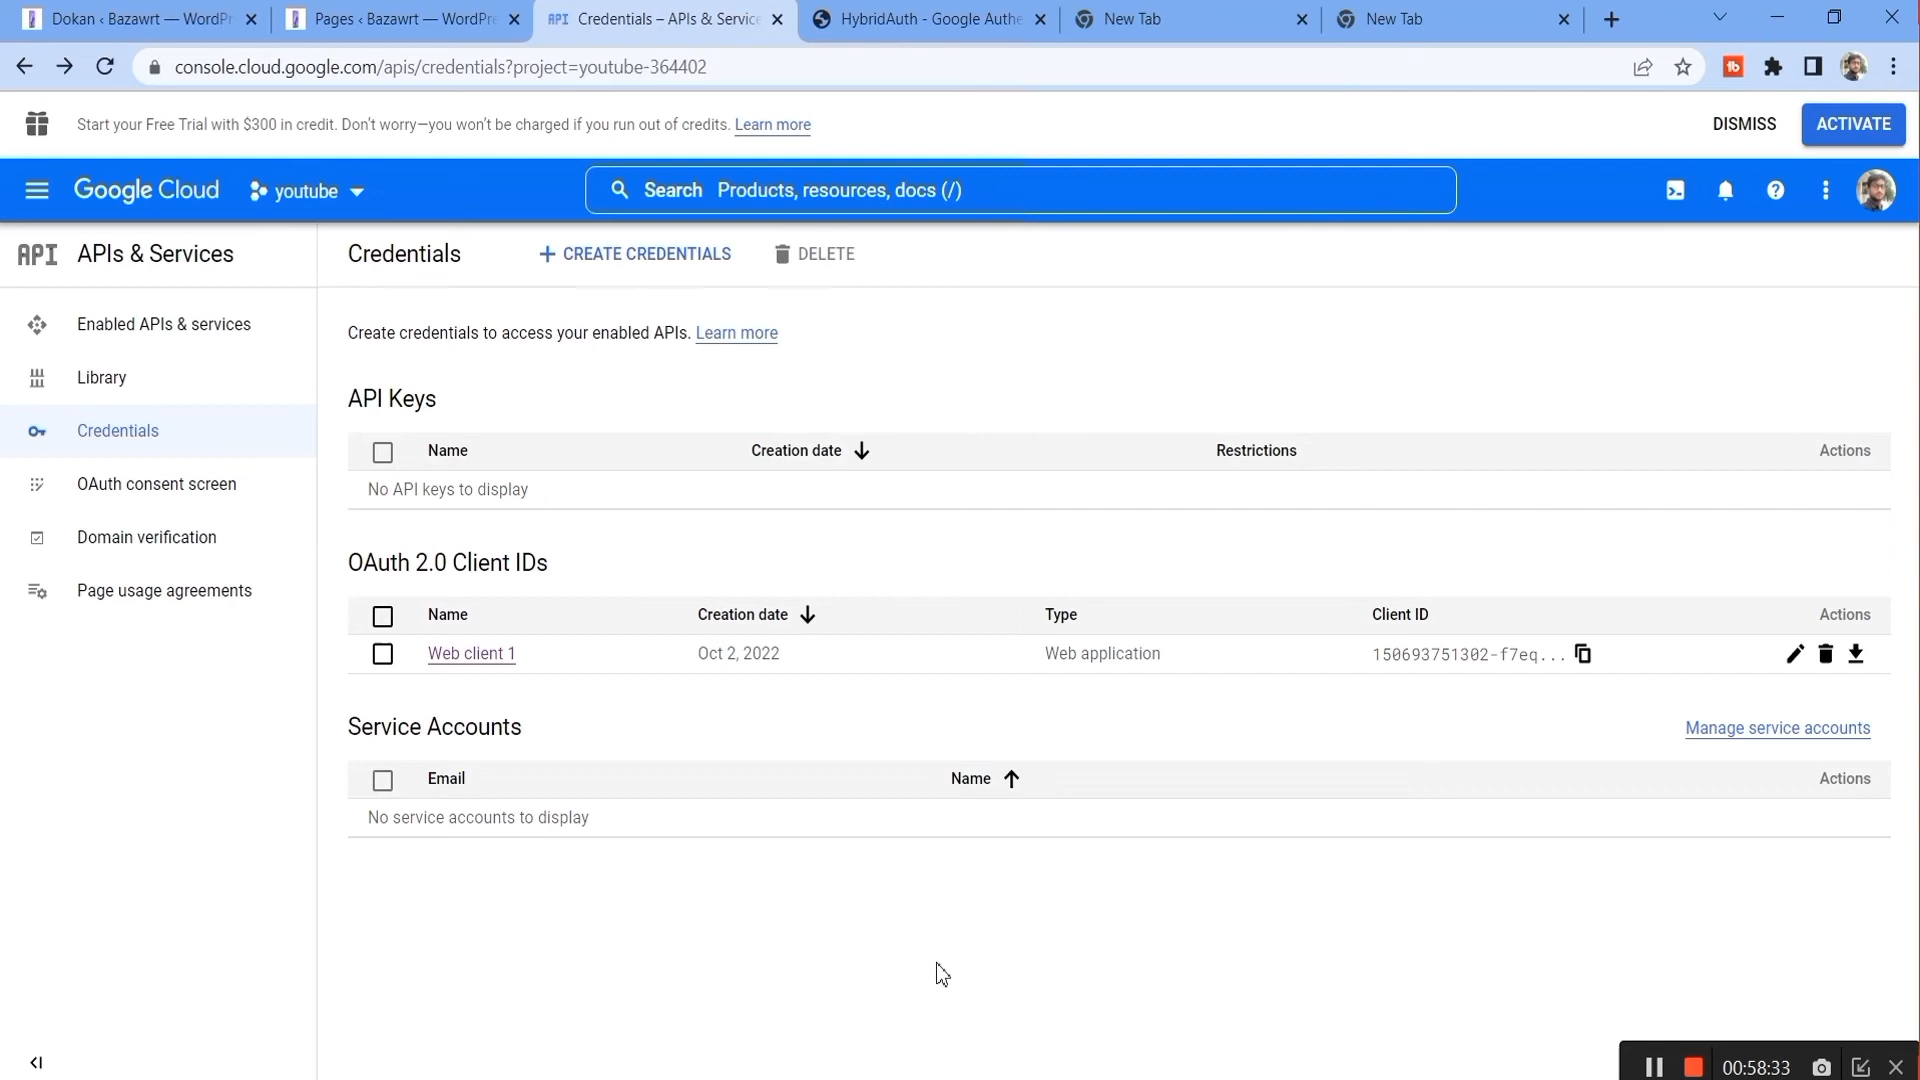 Dokan ‹ Bazawrt — WordPr
Pages ‹ Bazawrt — WordPre
API Credentials – APIs & Service
HybridAuth - Google Authe
New Tab
New Tab
console.cloud.google.com/apis/credentials?project=youtube-364402
Start your Free Trial with $300 in credit. Don't worry—you won't be charged if you run out of credits. Learn more
DISMISS
ACTIVATE
Google Cloud
youtube
Search Products, resources, docs (/)
API APIs & Services
Enabled APIs & services
Library
Credentials
OAuth consent screen
Domain verification
Page usage agreements
Credentials
CREATE CREDENTIALS
DELETE
Create credentials to access your enabled APIs. Learn more
API Keys
Name Creation date Restrictions Actions
No API keys to display
OAuth 2.0 Client IDs
Name Creation date Type Client ID Actions
Web client 1 Oct 2, 2022 Web application 150693751302-f7eq...
Service Accounts
Manage service accounts
Email Name Actions
No service accounts to display
00:58:33